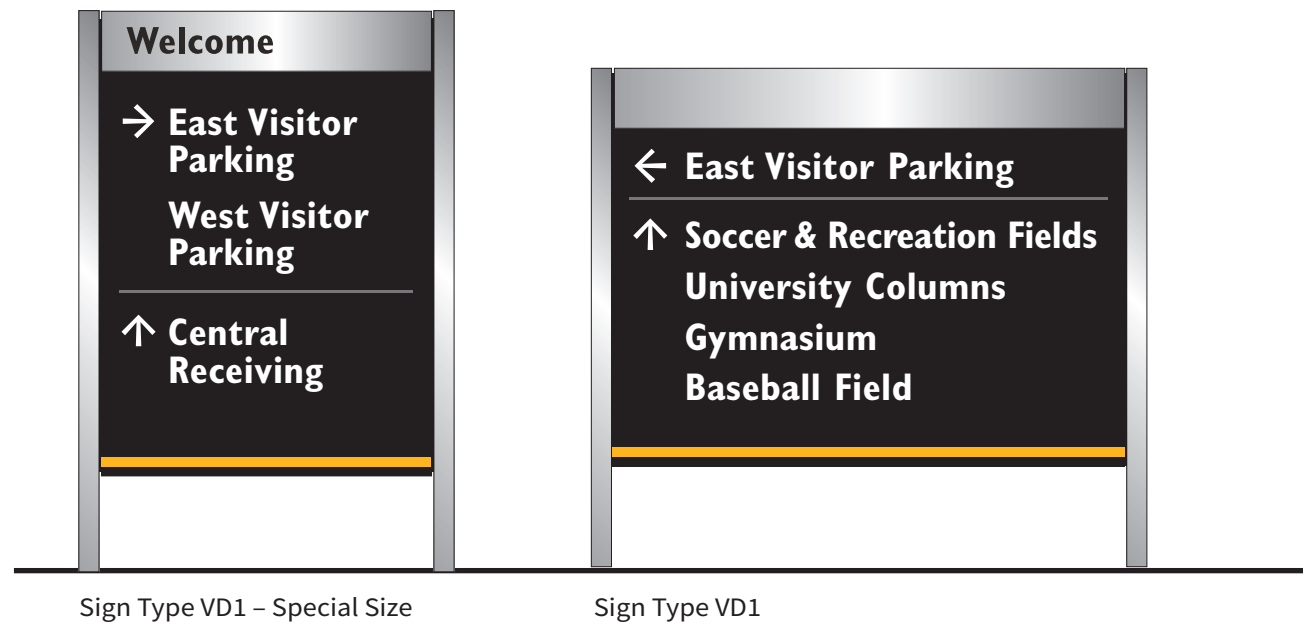 Welcome
→ East Visitor
Parking
West Visitor
Parking
↑ Central
Receiving
← East Visitor Parking
↑ Soccer & Recreation Fields
University Columns
Gymnasium
Baseball Field
Sign Type VD1 – Special Size
Sign Type VD1